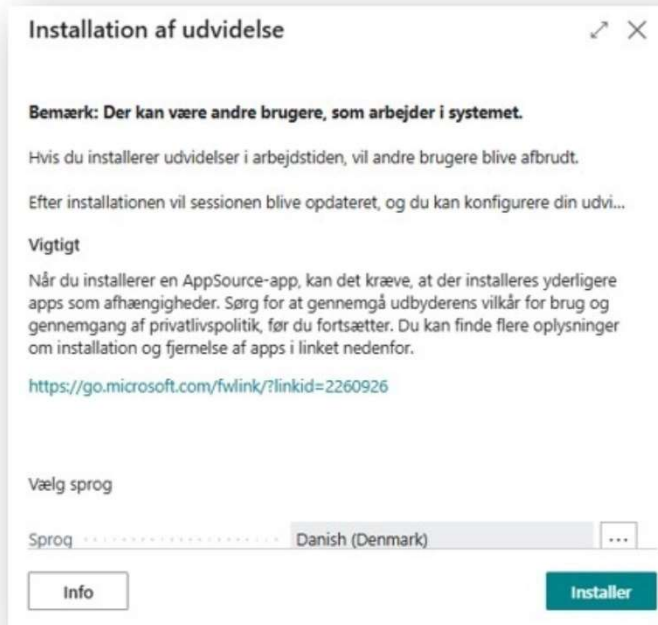 Installation af udvidelse
Bemærk: Der kan være andre brugere, som arbejder i systemet.
Hvis du installerer udvidelser i arbejdstiden, vil andre brugere blive afbrudt.
Efter installationen vil sessionen blive opdateret, og du kan konfigurere din udvi...
Vigtigt
Når du installerer en AppSource-app, kan det kræve, at der installeres yderligere
apps som afhængigheder. Sørg for at gennemgå udbyderens vilkår for brug og
gennemgang af privatlivspolitik, før du fortsætter. Du kan finde flere oplysninger
om installation og fjernelse af apps i linket nedenfor.
https://go.microsoft.com/fwlink/?linkid=2260926
Vælg sprog
Sprog Danish (Denmark) ...
Info Installer